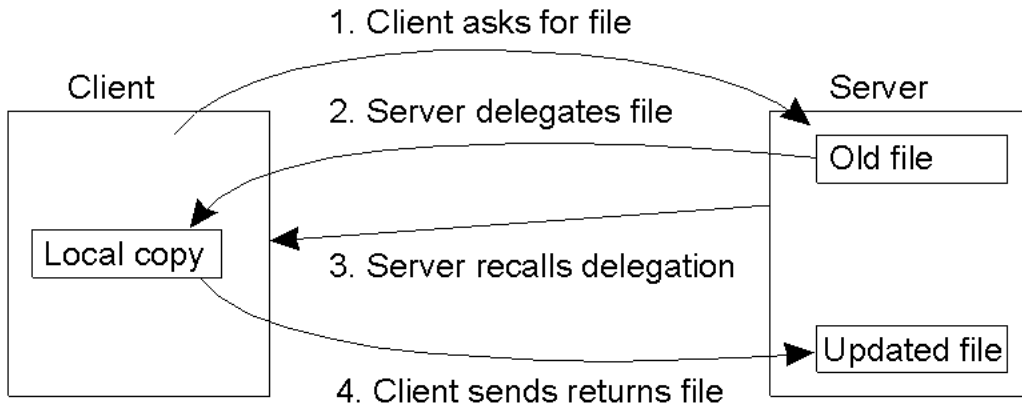 1. Client asks for file
Client
Server
2. Server delegates file
Old file
Local copy
3. Server recalls delegation
Updated file
4. Client sends returns file